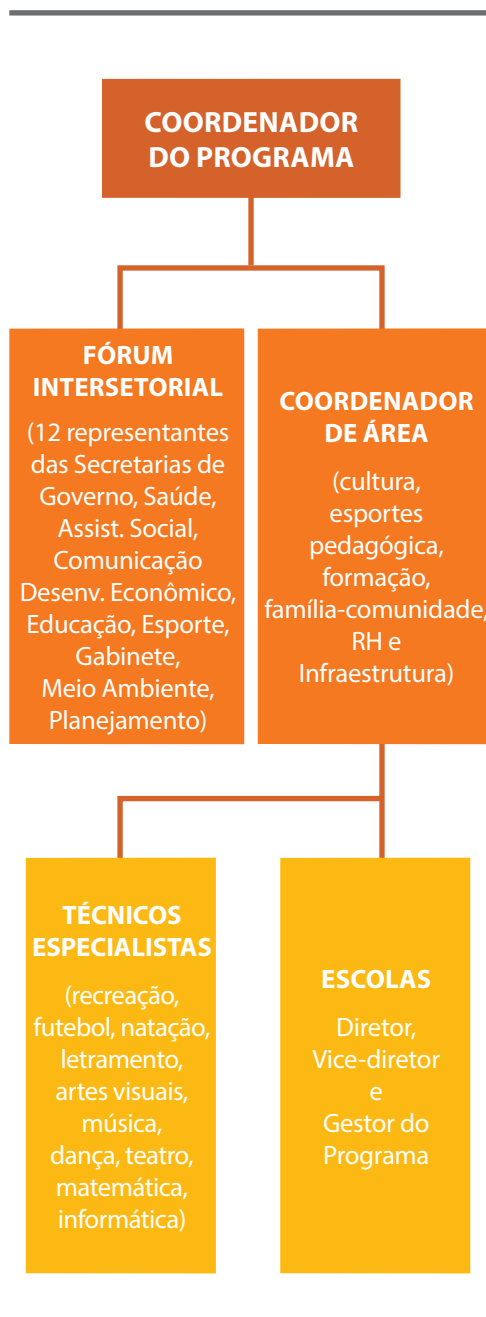 COORDENADOR
DO PROGRAMA
FÓRUM
INTERSETORIAL
(12 representantes
das Secretarias de
Governo, Saúde,
Assist. Social,
Comunicação
Desenv. Econômico,
Educação, Esporte,
Gabinete,
Meio Ambiente,
Planejamento)
COORDENADOR
DE ÁREA
(cultura,
esportes
pedagógica,
formação,
família-comunidade,
RH e
Infraestrutura)
TÉCNICOS
ESPECIALISTAS
(recreação,
futebol, natação,
letramento,
artes visuais,
música,
dança, teatro,
matemática,
informática)
ESCOLAS
Diretor,
Vice-diretor
e
Gestor do
Programa